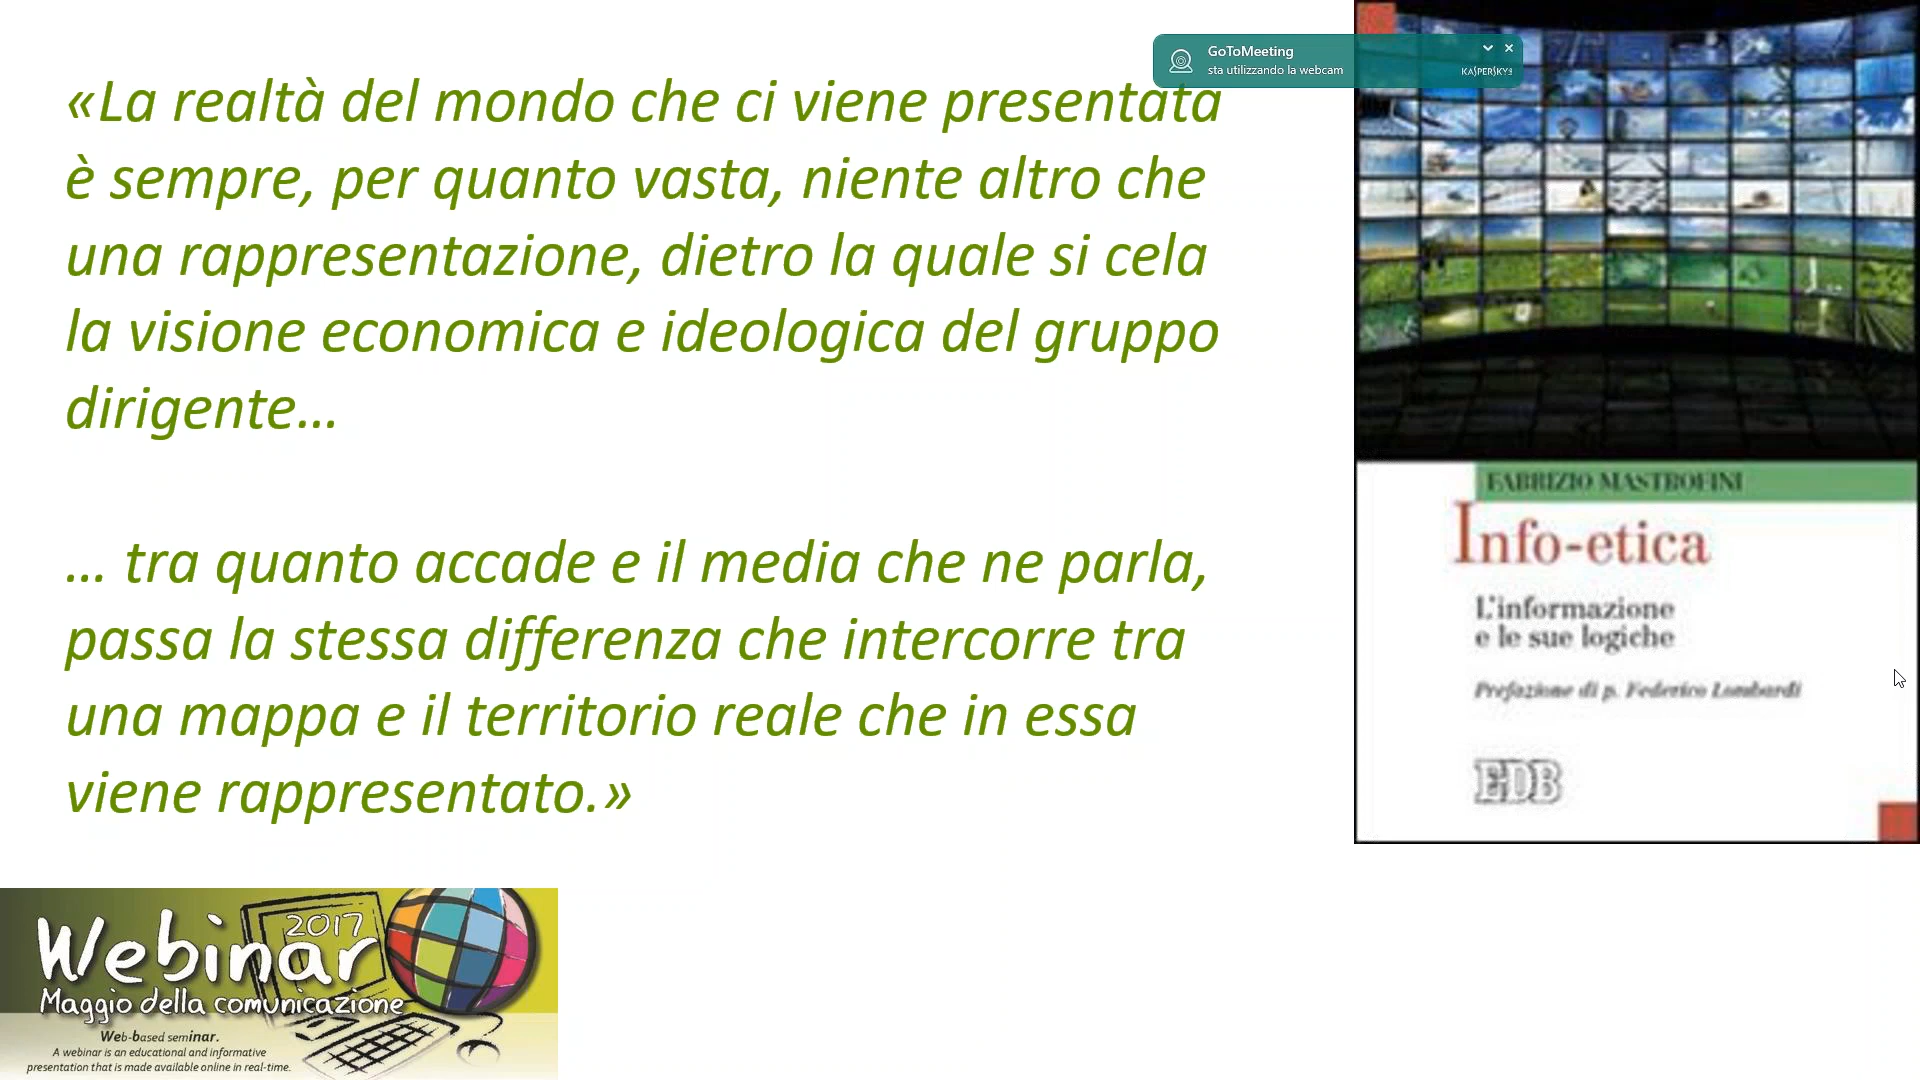 «La realtà del mondo che ci viene presentata
è sempre, per quanto vasta, niente altro che
una rappresentazione, dietro la quale si cela
la visione economica e ideologica del gruppo
dirigente...
... tra quanto accade e il media che ne parla,
passa la stessa differenza che intercorre tra
una mappa e il territorio reale che in essa
viene rappresentato.»
GoToMeeting
sta utilizzando la webcam
KASPERSKY
FABRIZIO MASTROFINI
Info-etica
L'informazione
e le sue logiche
Prefazione di p. Federico Lombardi
EDB
2017
Webinar
Maggio della comunicazione
Web-based seminar.
A webinar is an educational and informative
presentation that is made available online in real-time.